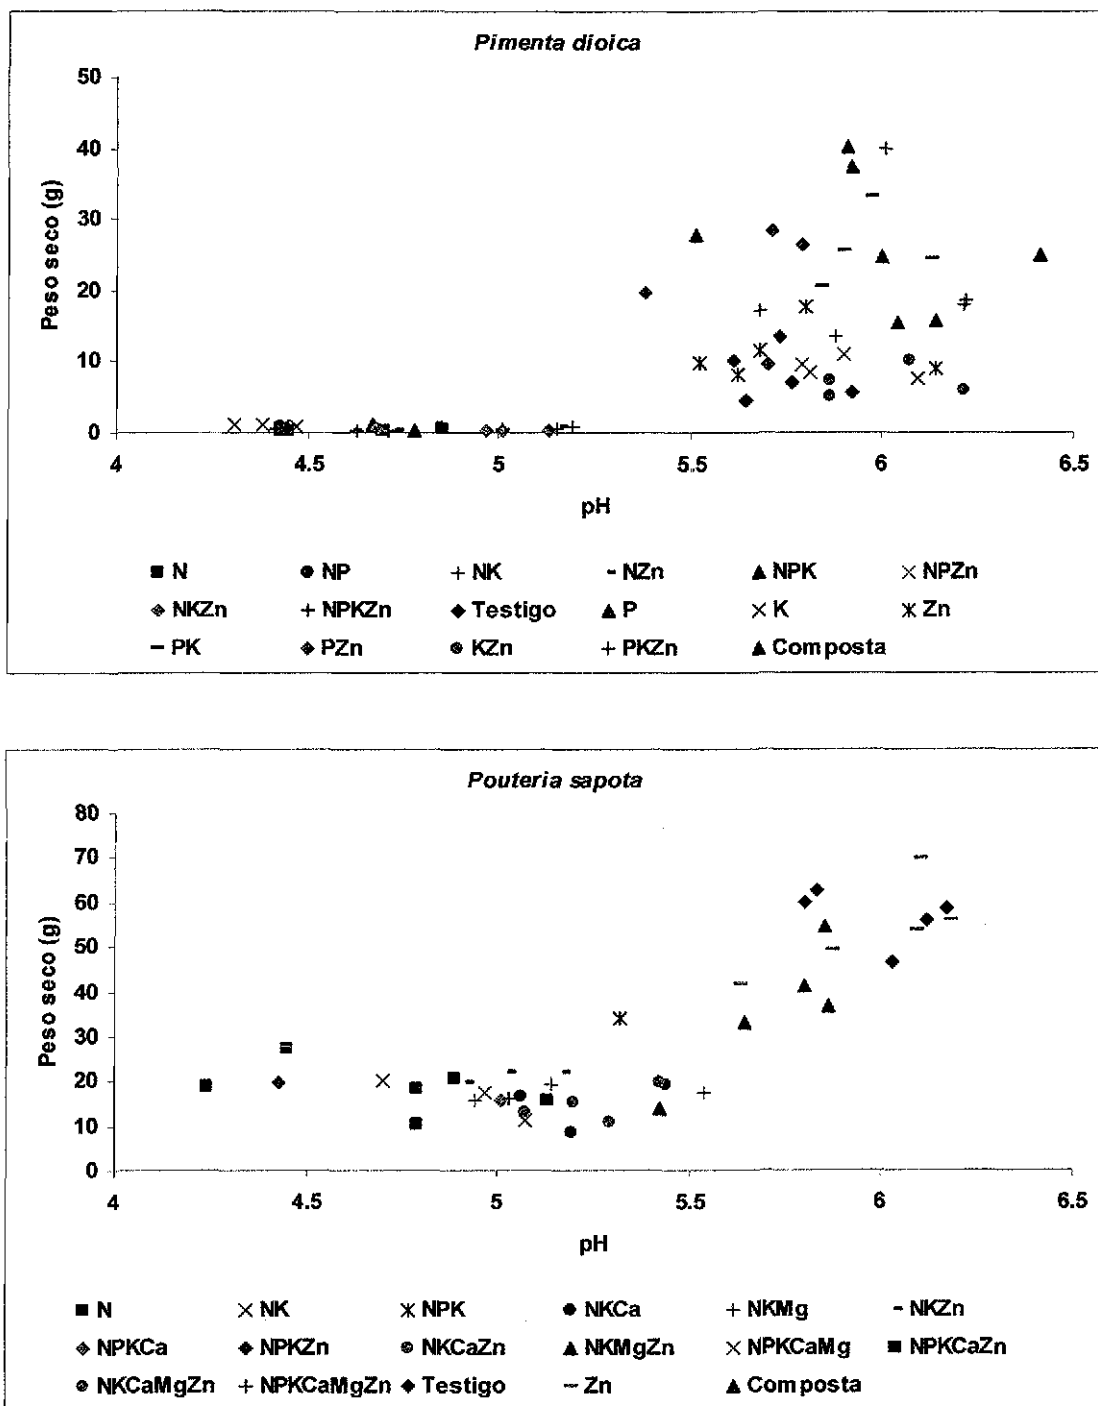 Pimenta dioica
50
40
30
20
10
0
Peso seco (g)
4 4.5 5 5.5 6 6.5
pH
N NP NK NZn NPK NPZn
NKZn NPKZn Testigo P K Zn
PK PZn KZn PKZn Composta
Pouteria sapota
80
70
60
50
40
30
20
10
0
Peso seco (g)
4 4.5 5 5.5 6 6.5
pH
N NK NPK NKCa NKMg NKZn
NPKCa NPKZn NKCaZn NKMgZn NPKCaMg NPKCaZn
NKCaMgZn NPKCaMgZn Testigo Zn Composta